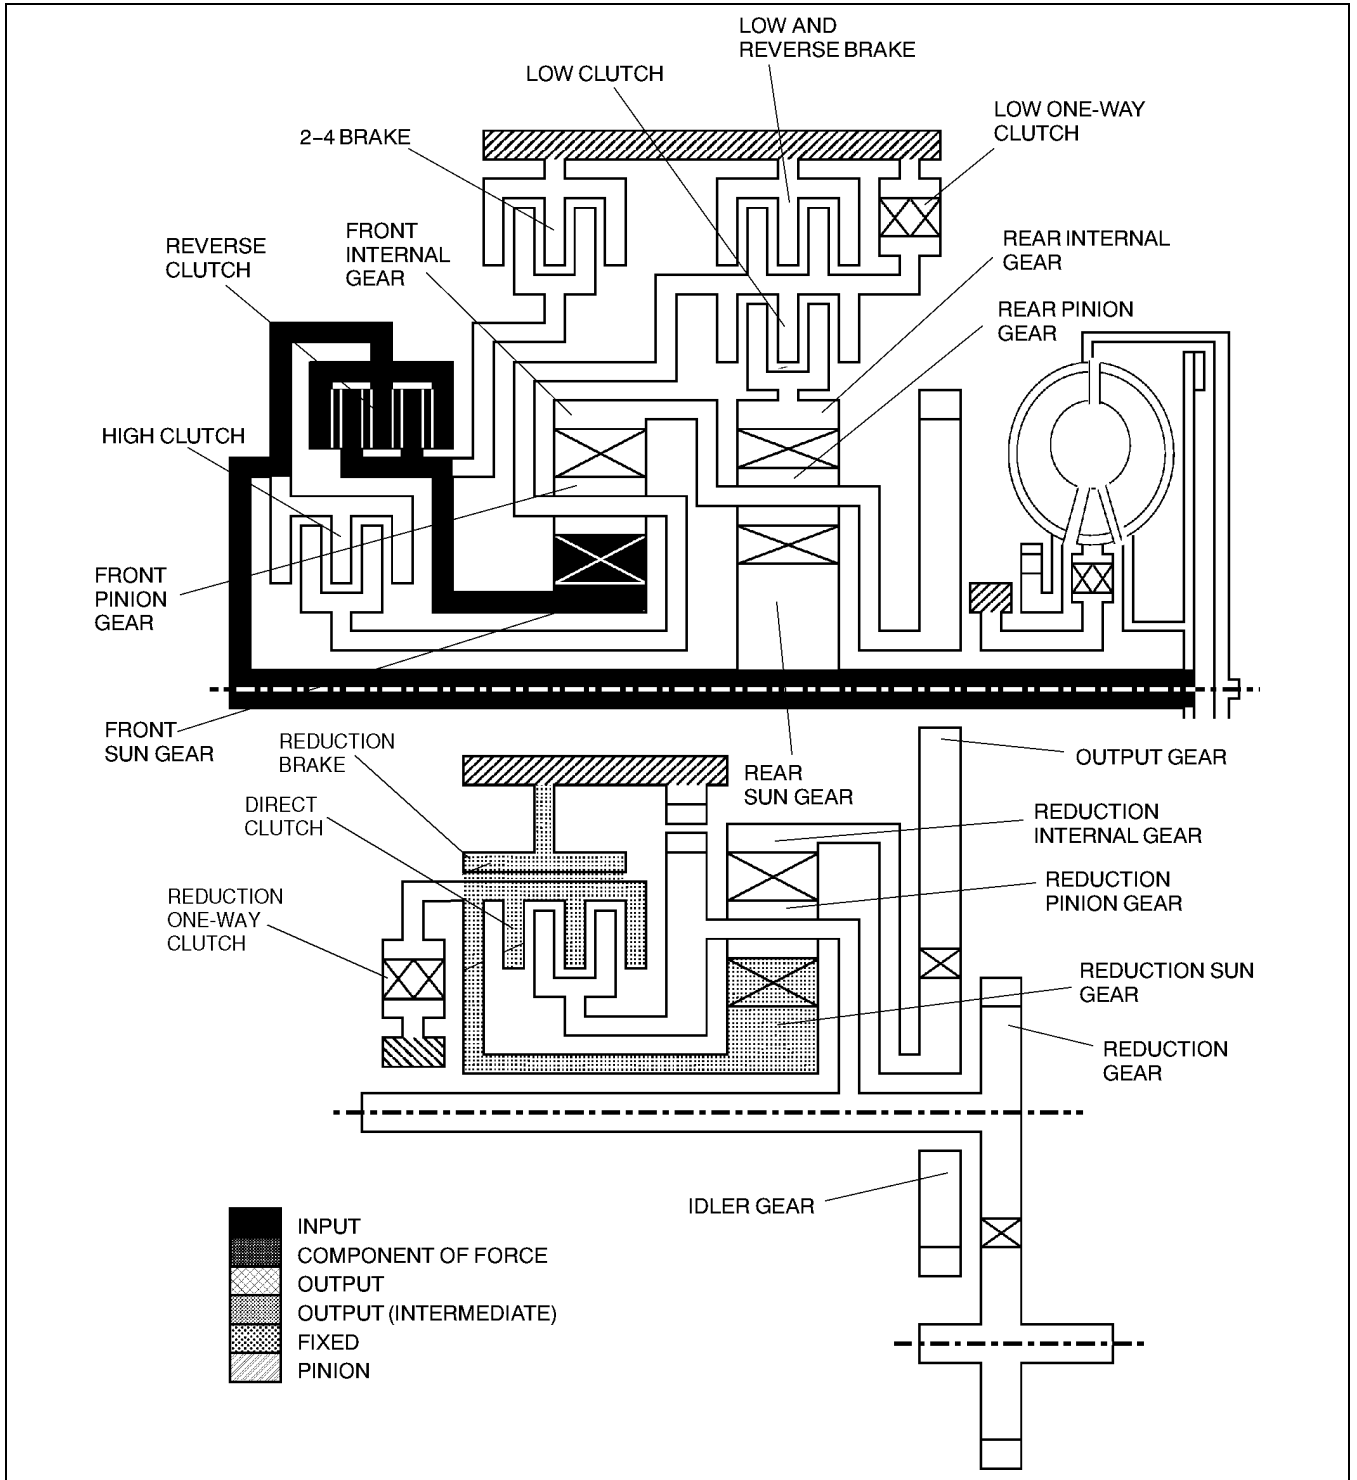 LOW AND
REVERSE BRAKE
LOW CLUTCH
LOW ONE-WAY
CLUTCH
2-4 BRAKE
FRONT
INTERNAL
GEAR
REVERSE
CLUTCH
REAR INTERNAL
GEAR
REAR PINION
GEAR
HIGH CLUTCH
FRONT
PINION
GEAR
FRONT
SUN GEAR
REDUCTION
BRAKE
REAR
SUN GEAR
OUTPUT GEAR
DIRECT
CLUTCH
REDUCTION
INTERNAL GEAR
REDUCTION
PINION GEAR
REDUCTION
ONE-WAY
CLUTCH
REDUCTION SUN
GEAR
REDUCTION
GEAR
IDLER GEAR
INPUT
COMPONENT OF FORCE
OUTPUT
OUTPUT (INTERMEDIATE)
FIXED
PINION